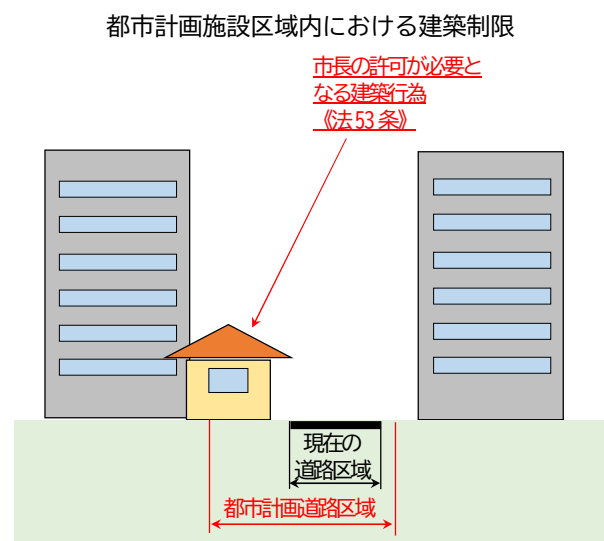 都市計画施設区域内における建築制限
市長の許可が必要と
なる建築行為
《法53条》
現在の
道路区域
都市計画道路区域